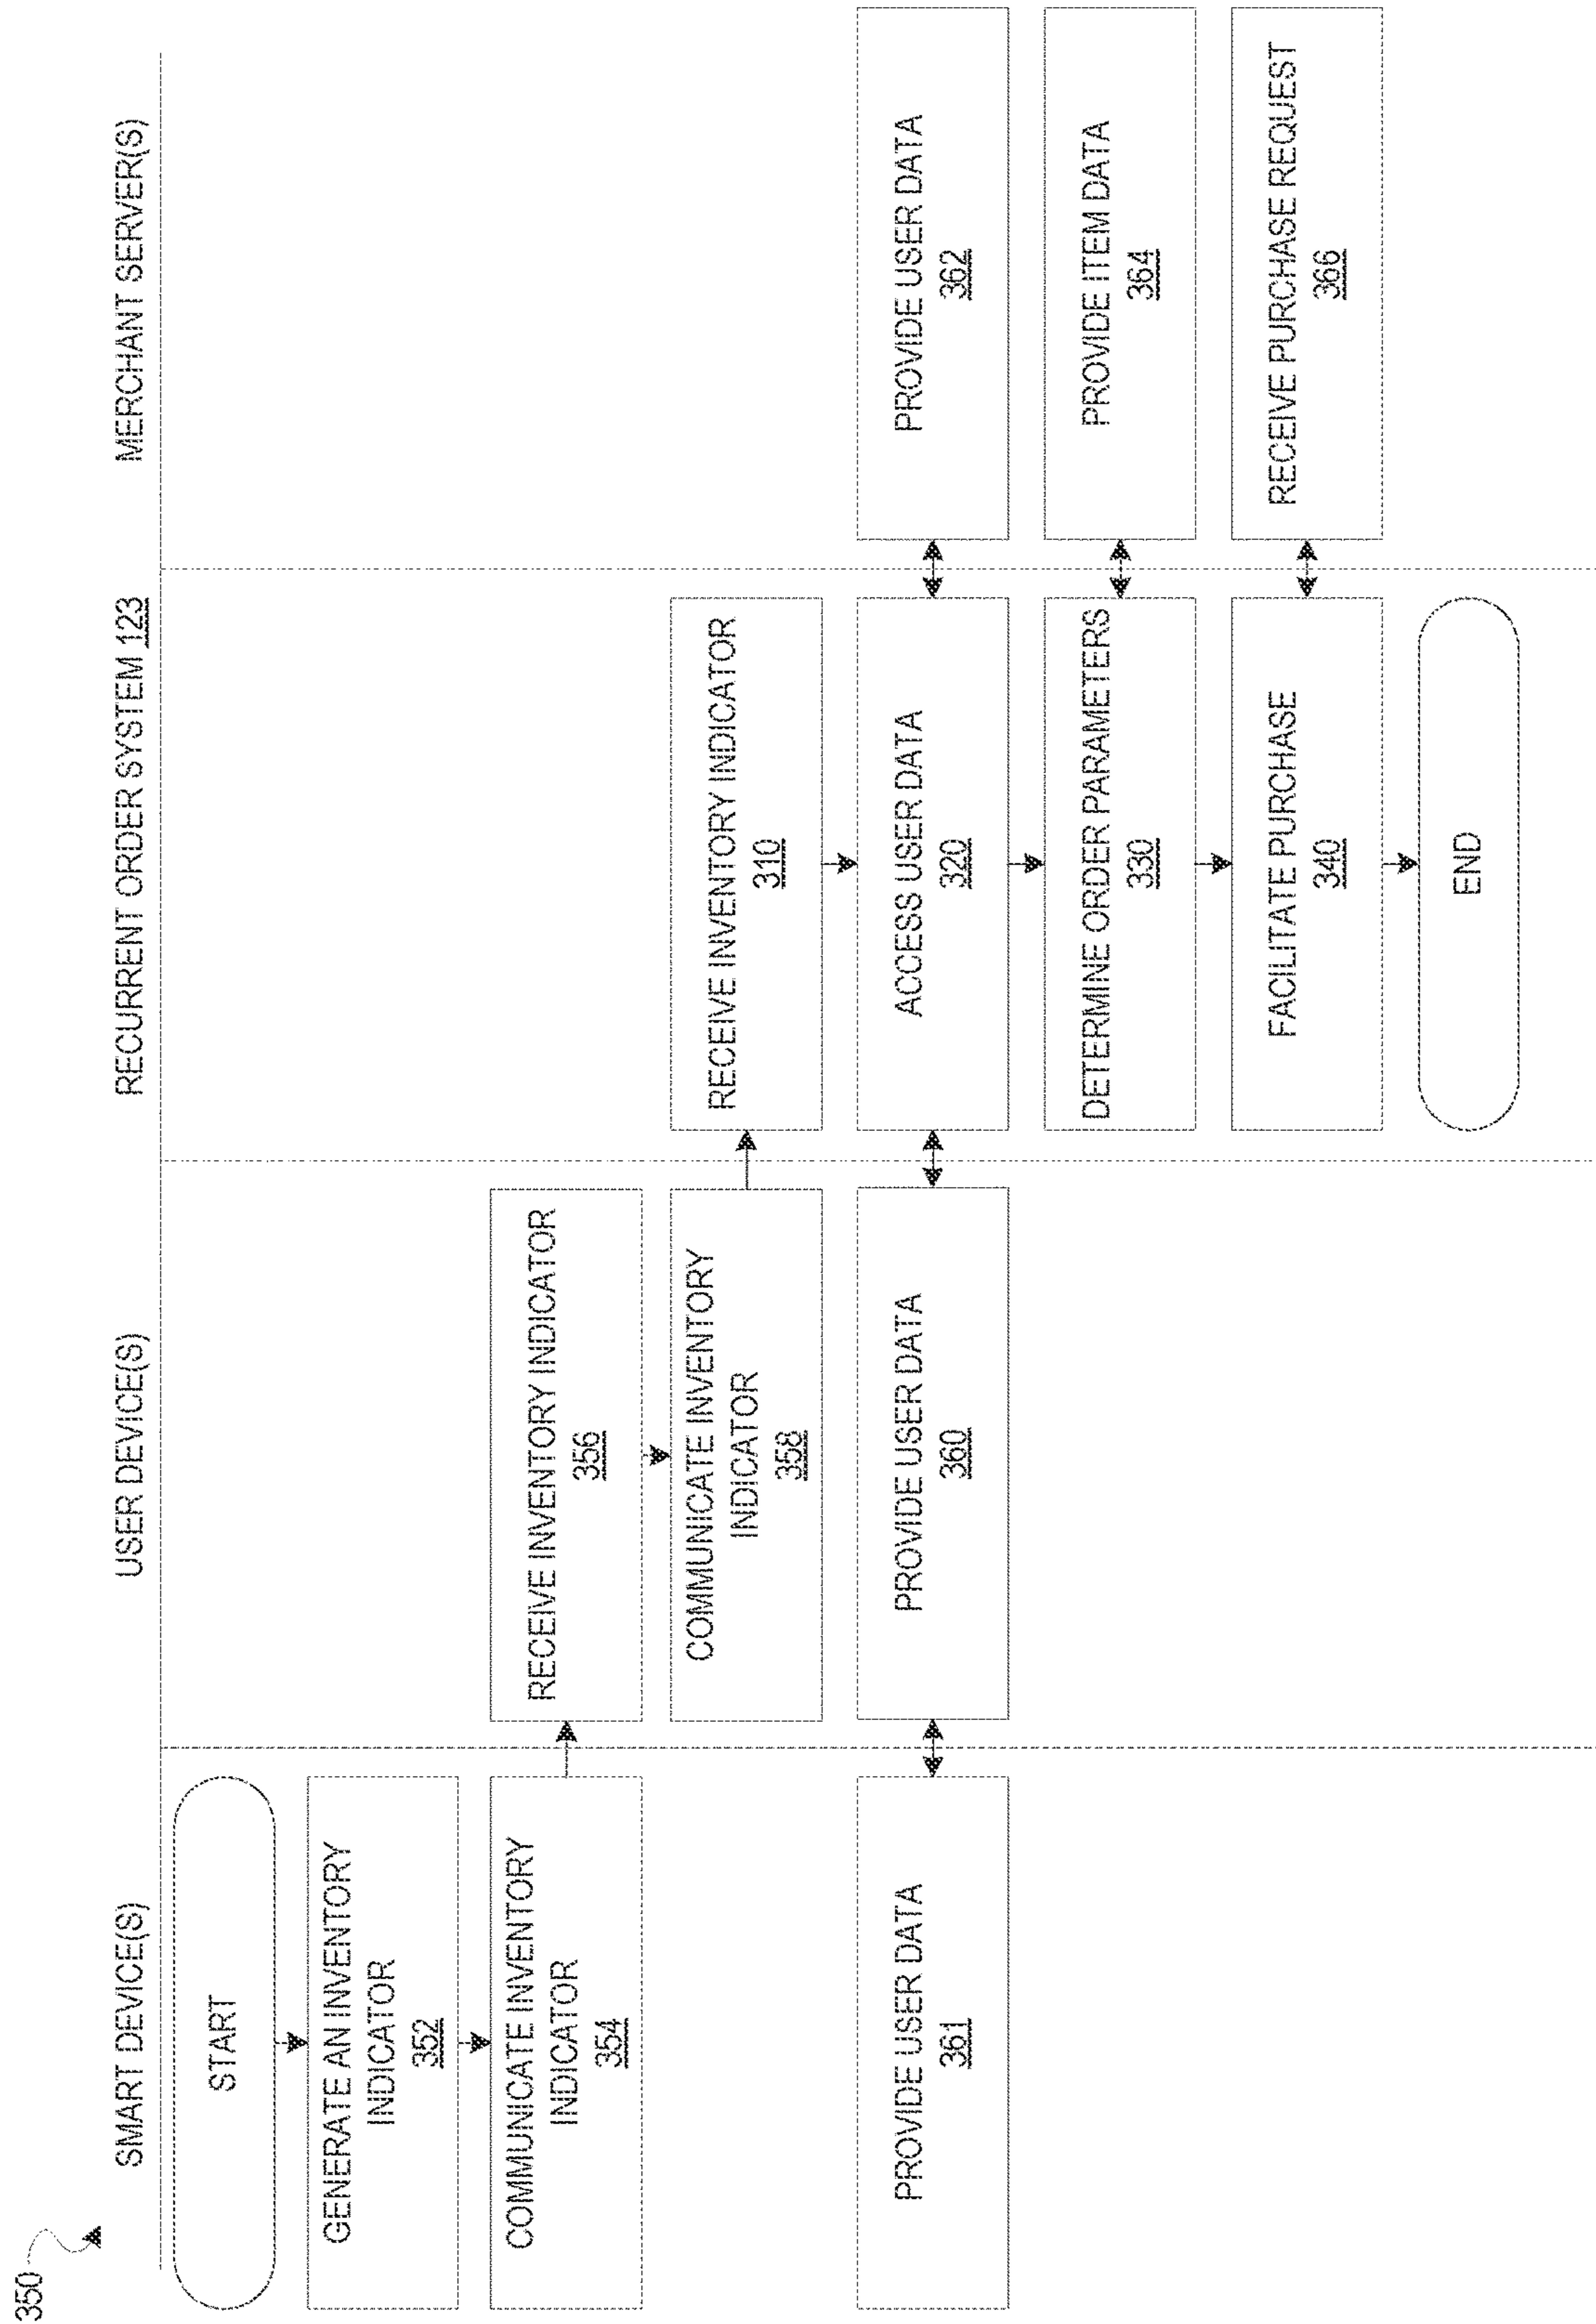 350
SMART DEVICE(S)
USER DEVICE(S)
RECURRENT ORDER SYSTEM 123
MERCHANT SERVER(S)
START
GENERATE AN INVENTORY
INDICATOR
352
COMMUNICATE INVENTORY
INDICATOR
354
RECEIVE INVENTORY INDICATOR
356
COMMUNICATE INVENTORY
INDICATOR
358
RECEIVE INVENTORY INDICATOR
310
PROVIDE USER DATA
361
PROVIDE USER DATA
360
ACCESS USER DATA
320
PROVIDE USER DATA
362
DETERMINE ORDER PARAMETERS
330
PROVIDE ITEM DATA
364
FACILITATE PURCHASE
340
RECEIVE PURCHASE REQUEST
366
END